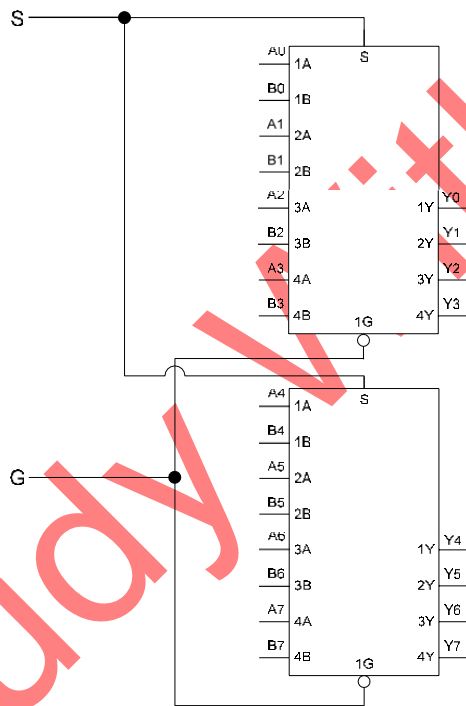 S
S
A0 1A
B0 1B
A1 2A
B1 2B
A2 3A 1Y Y0
B2 3B 2Y Y1
A3 4A 3Y Y2
B3 4B 4Y Y3
1G
S
A4 1A
B4 1B
G
A5 2A
B5 2B
A6 3A 1Y Y4
B6 3B 2Y Y5
A7 4A 3Y Y6
B7 4B 4Y Y7
1G